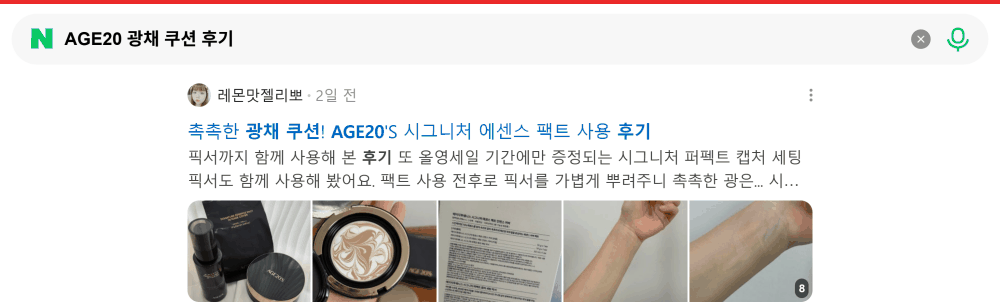 N AGE20 광채 쿠션 후기
레몬맛젤리뽀 · 2일 전
촉촉한 광채 쿠션! AGE20'S 시그니처 에센스 팩트 사용 후기
픽서까지 함께 사용해 본 후기 또 올영세일 기간에만 증정되는 시그니처 퍼펙트 캡처 세팅
픽서도 함께 사용해 봤어요. 팩트 사용 전후로 픽서를 가볍게 뿌려주니 촉촉한 광은... 시...
AGE 20'S
AGE 20'S
8